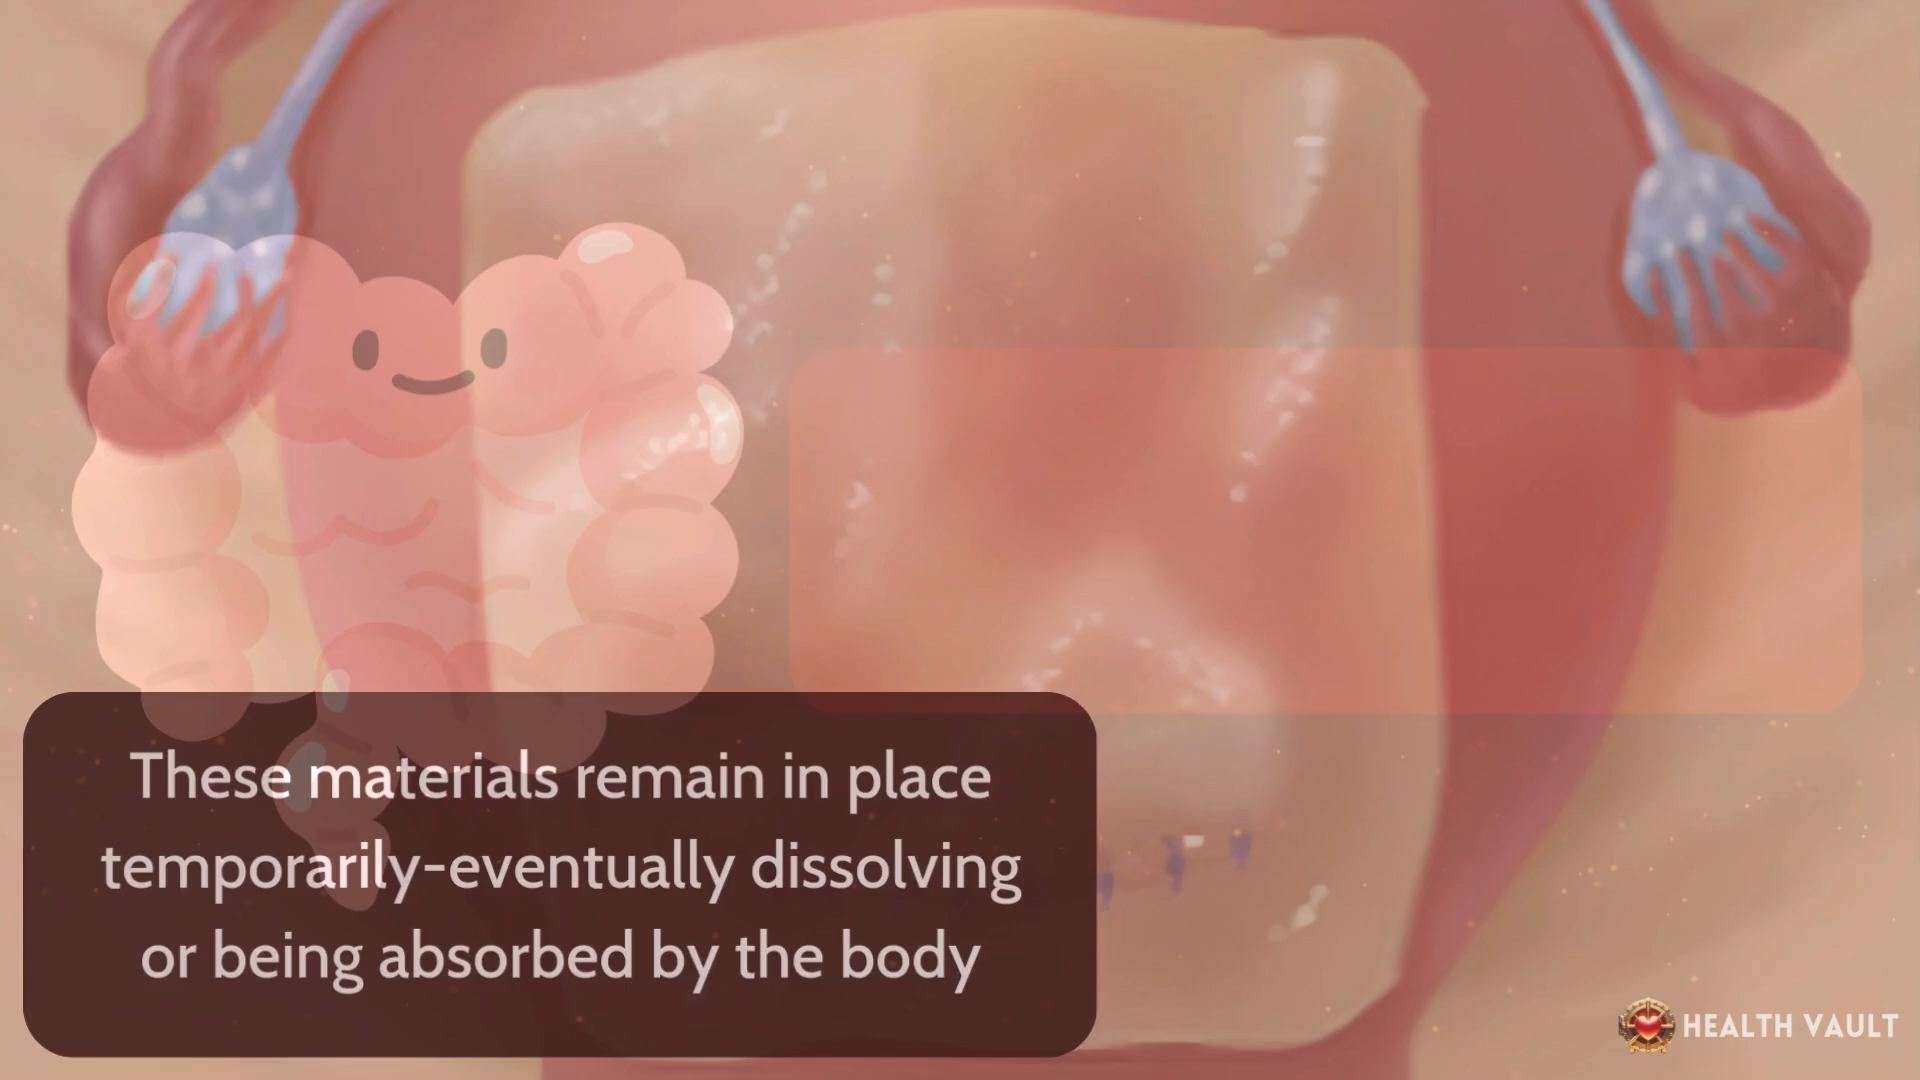 These materials remain in place
temporarily-eventually dissolving
or being absorbed by the body
HEALTH VAULT